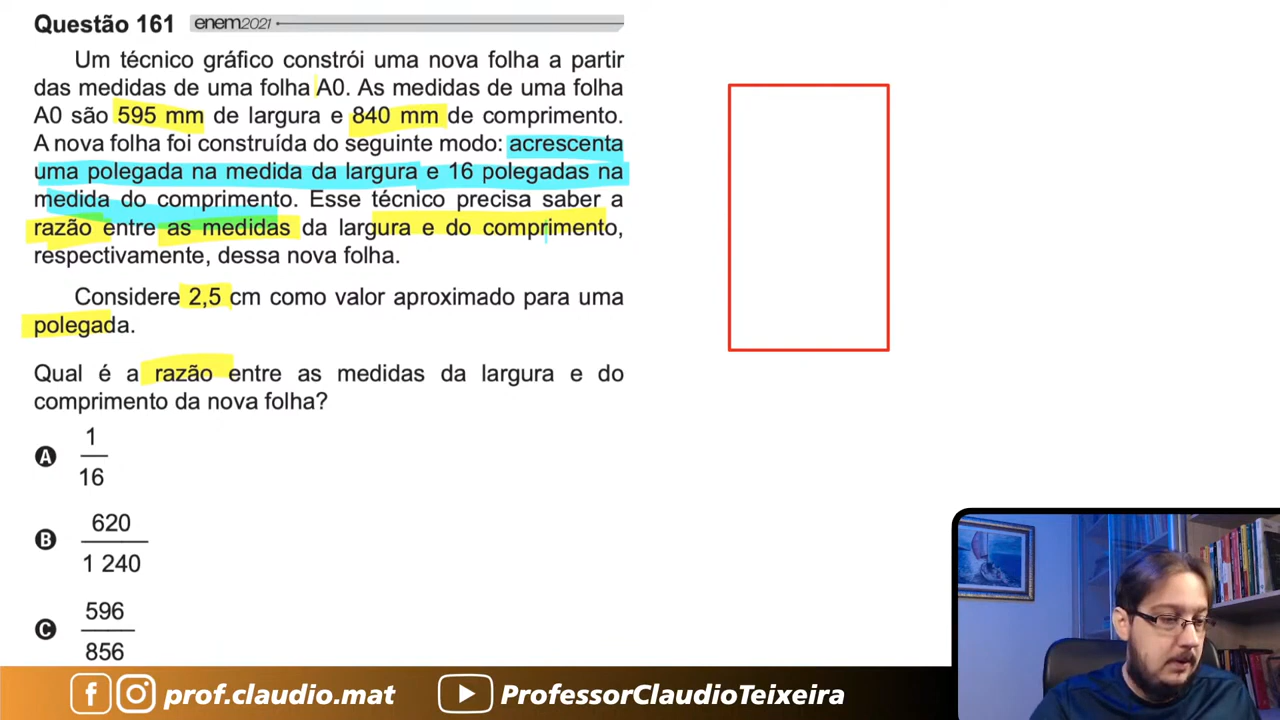 Questão 161 enem2021
Um técnico gráfico constrói uma nova folha a partir
das medidas de uma folha A0. As medidas de uma folha
A0 são 595 mm de largura e 840 mm de comprimento.
A nova folha foi construída do seguinte modo: acrescenta
uma polegada na medida da largura e 16 polegadas na
medida do comprimento. Esse técnico precisa saber a
razão entre as medidas da largura e do comprimento,
respectivamente, dessa nova folha.
Considere 2,5 cm como valor aproximado para uma
polegada.
Qual é a razão entre as medidas da largura e do
comprimento da nova folha?
A 1
16
B 620
1 240
C 596
856
prof.claudio.mat ProfessorClaudioTeixeira